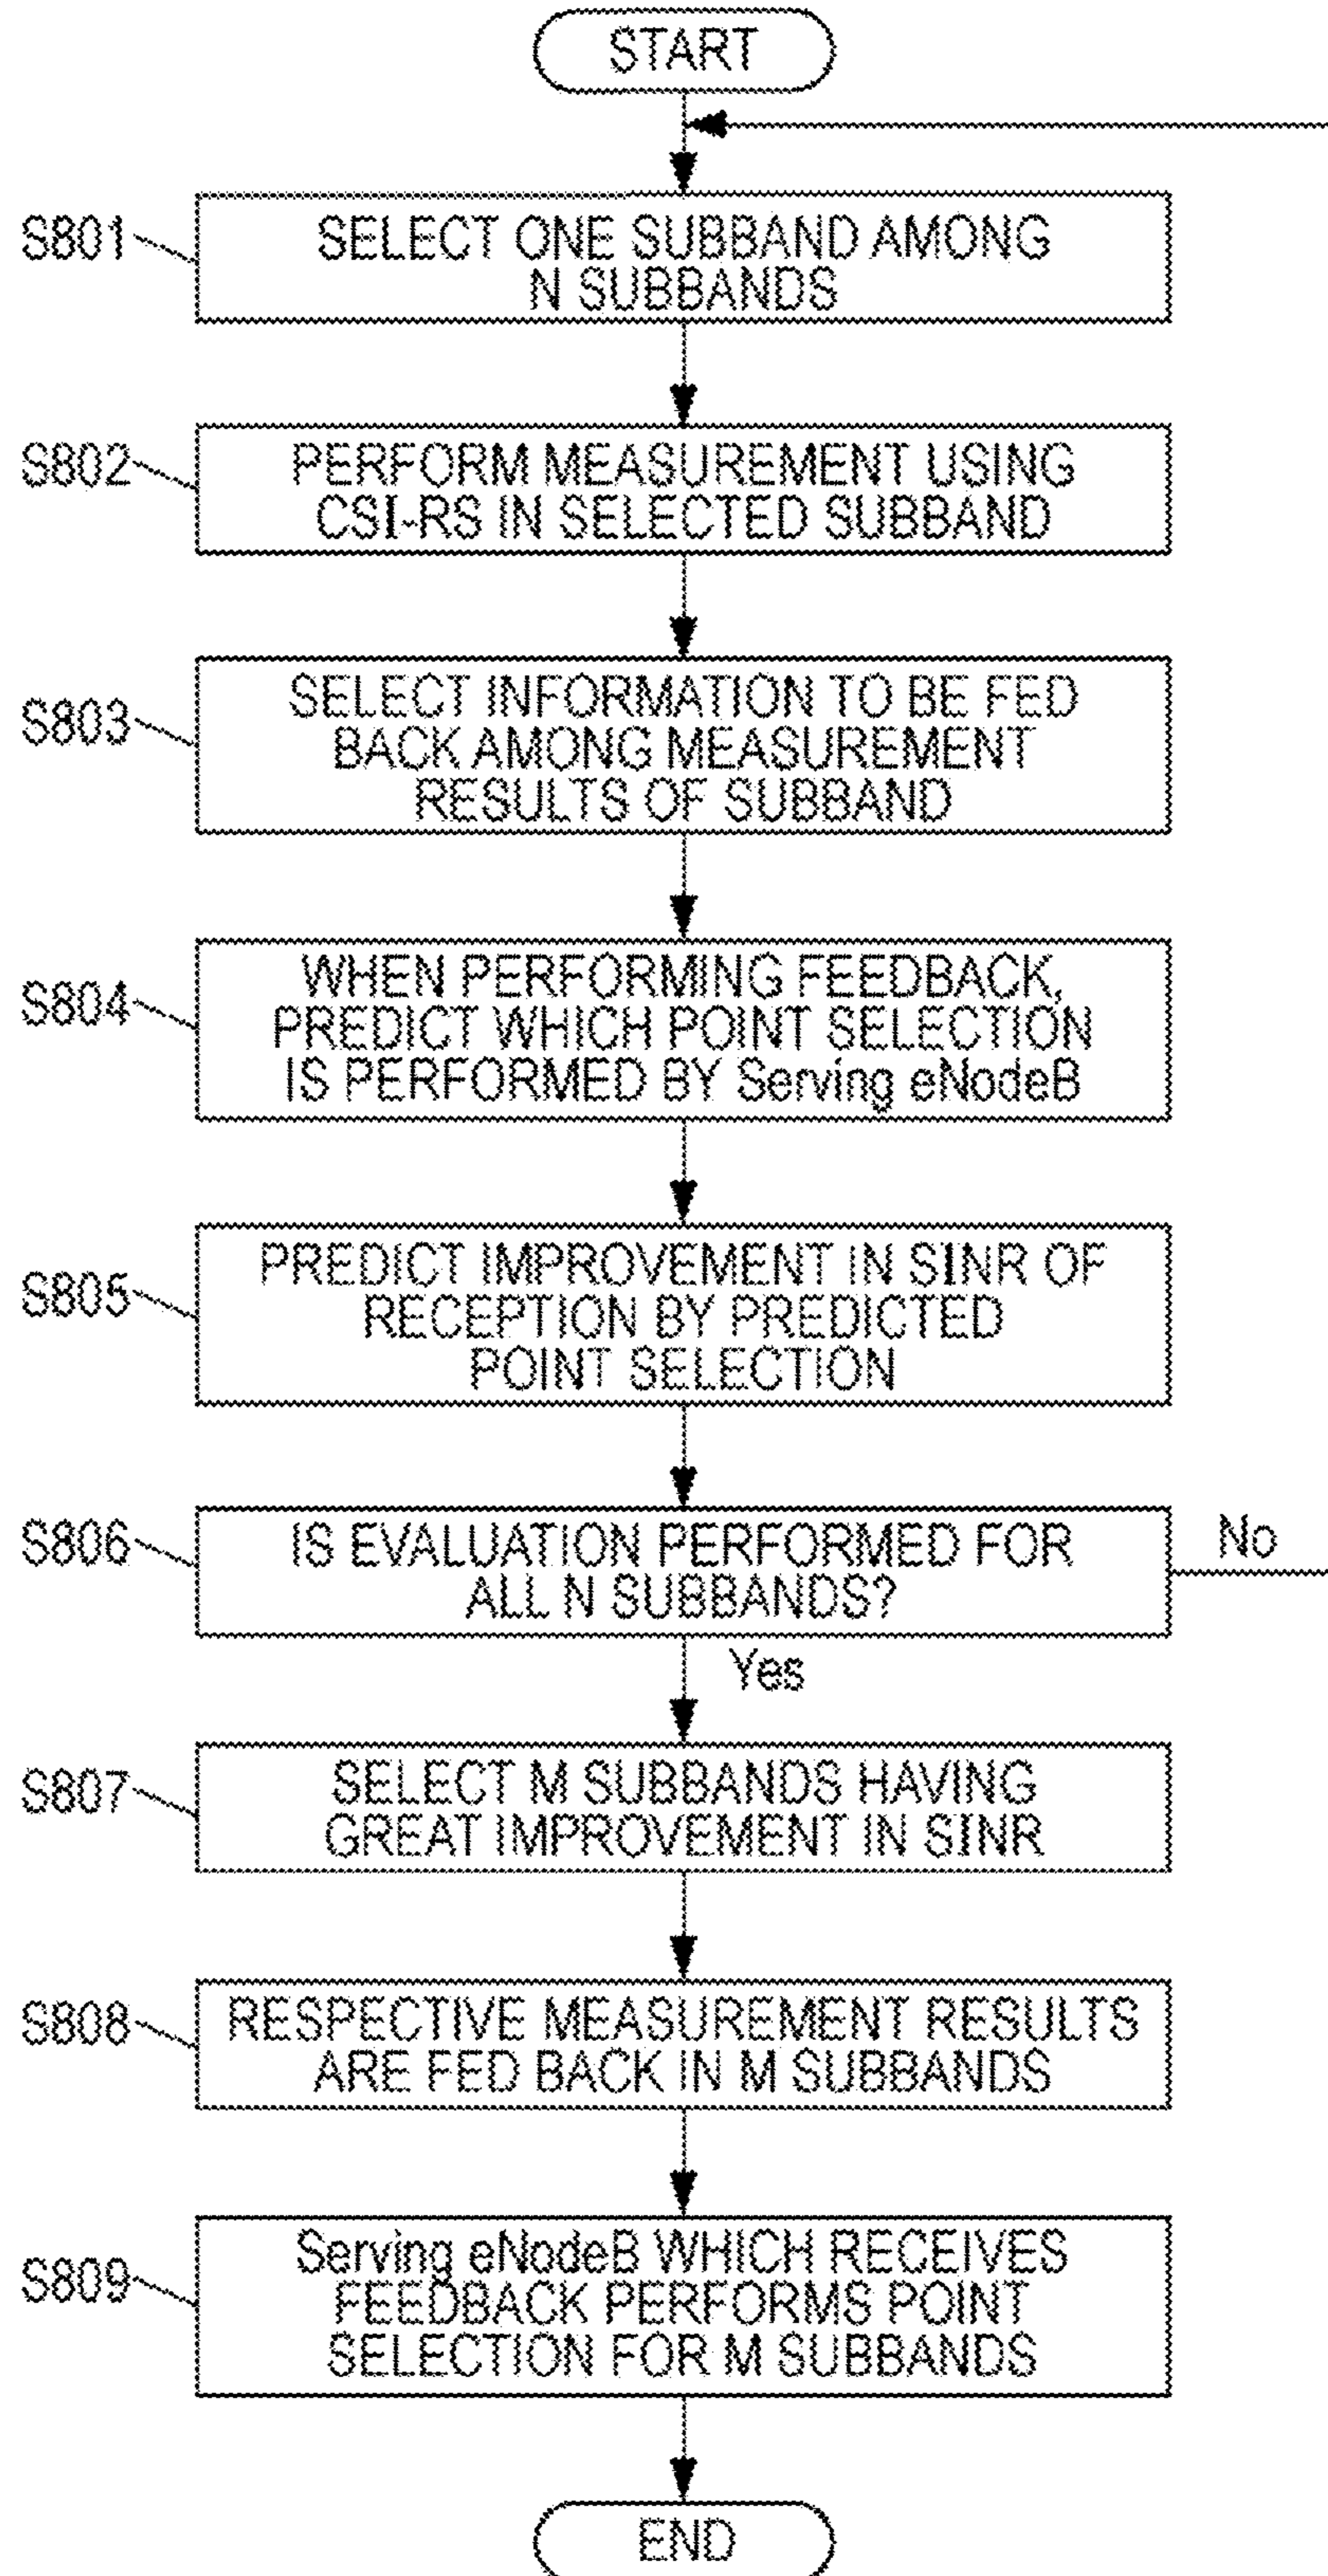 START
S801
SELECT ONE SUBBAND AMONG
N SUBBANDS
S802
PERFORM MEASUREMENT USING
CSI-RS IN SELECTED SUBBAND
S803
SELECT INFORMATION TO BE FED
BACK AMONG MEASUREMENT
RESULTS OF SUBBAND
S804
WHEN PERFORMING FEEDBACK,
PREDICT WHICH POINT SELECTION
IS PERFORMED BY Serving eNodeB
S805
PREDICT IMPROVEMENT IN SINR OF
RECEPTION BY PREDICTED
POINT SELECTION
S806
IS EVALUATION PERFORMED FOR
ALL N SUBBANDS?
No
Yes
S807
SELECT M SUBBANDS HAVING
GREAT IMPROVEMENT IN SINR
S808
RESPECTIVE MEASUREMENT RESULTS
ARE FED BACK IN M SUBBANDS
S809
Serving eNodeB WHICH RECEIVES
FEEDBACK PERFORMS POINT
SELECTION FOR M SUBBANDS
END